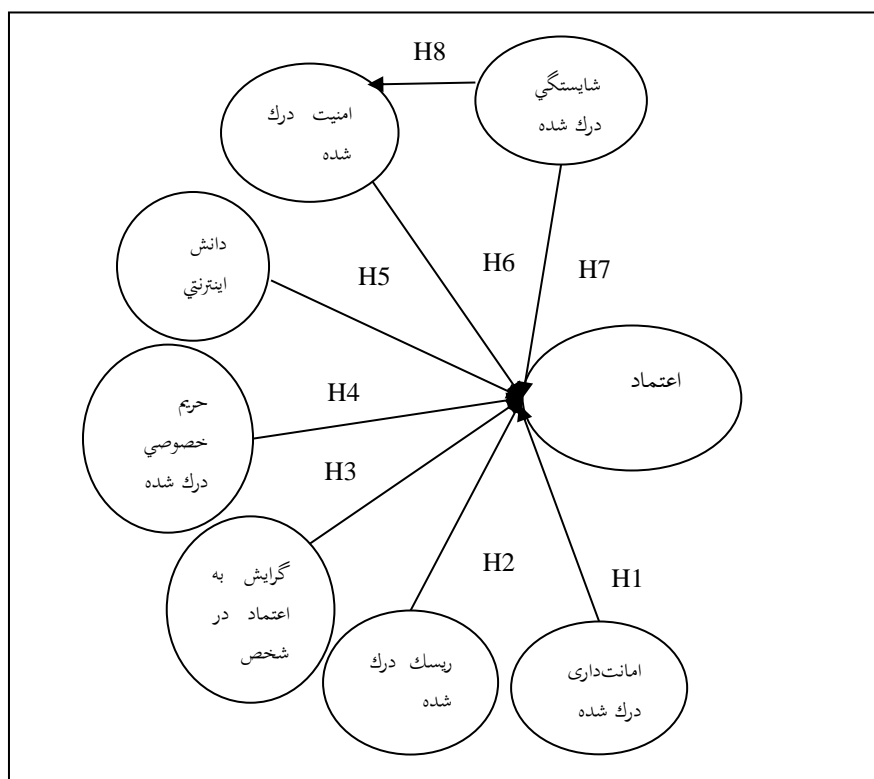 H8
شايستگي
درك شده
امنيت درك
شده
دانش
اينترنتي
H5
H6
H7
اعتماد
حريم
خصوصي
درك شده
H4
H3
گرايش به
اعتماد در
شخص
H2
H1
ريسك درك
شده
امانت‌داری
درك شده